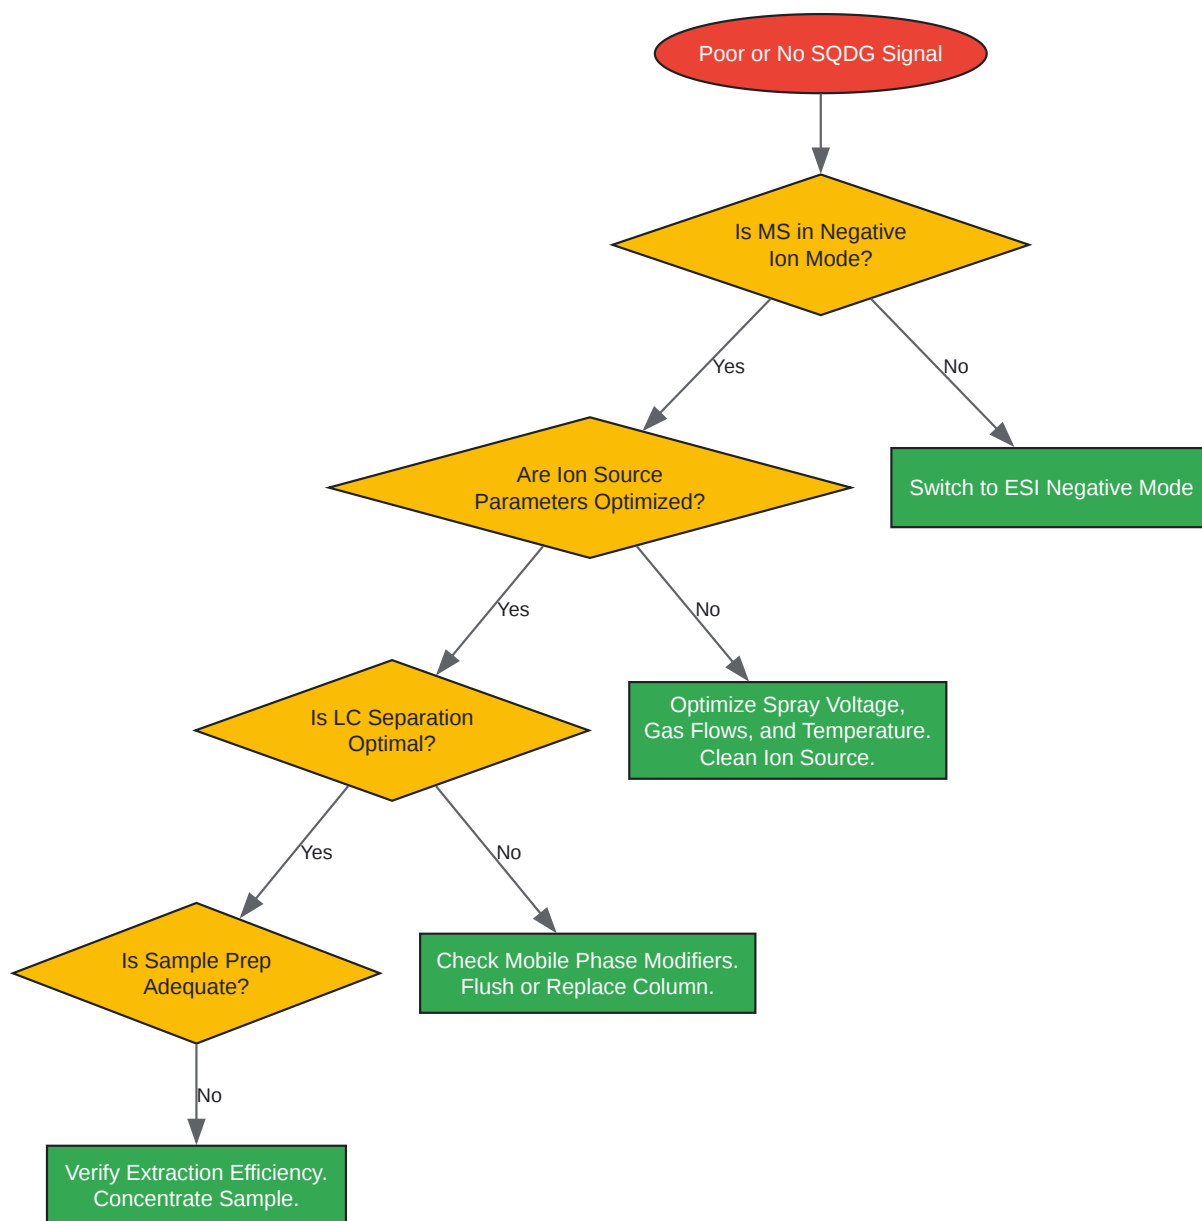 Poor or No SQDG Signal
Is MS in Negative
Ion Mode?
Yes
No
Are Ion Source
Parameters Optimized?
Switch to ESI Negative Mode
Yes
No
Is LC Separation
Optimal?
Optimize Spray Voltage,
Gas Flows, and Temperature.
Clean Ion Source.
Yes
No
Is Sample Prep
Adequate?
Check Mobile Phase Modifiers.
Flush or Replace Column.
No
Verify Extraction Efficiency.
Concentrate Sample.